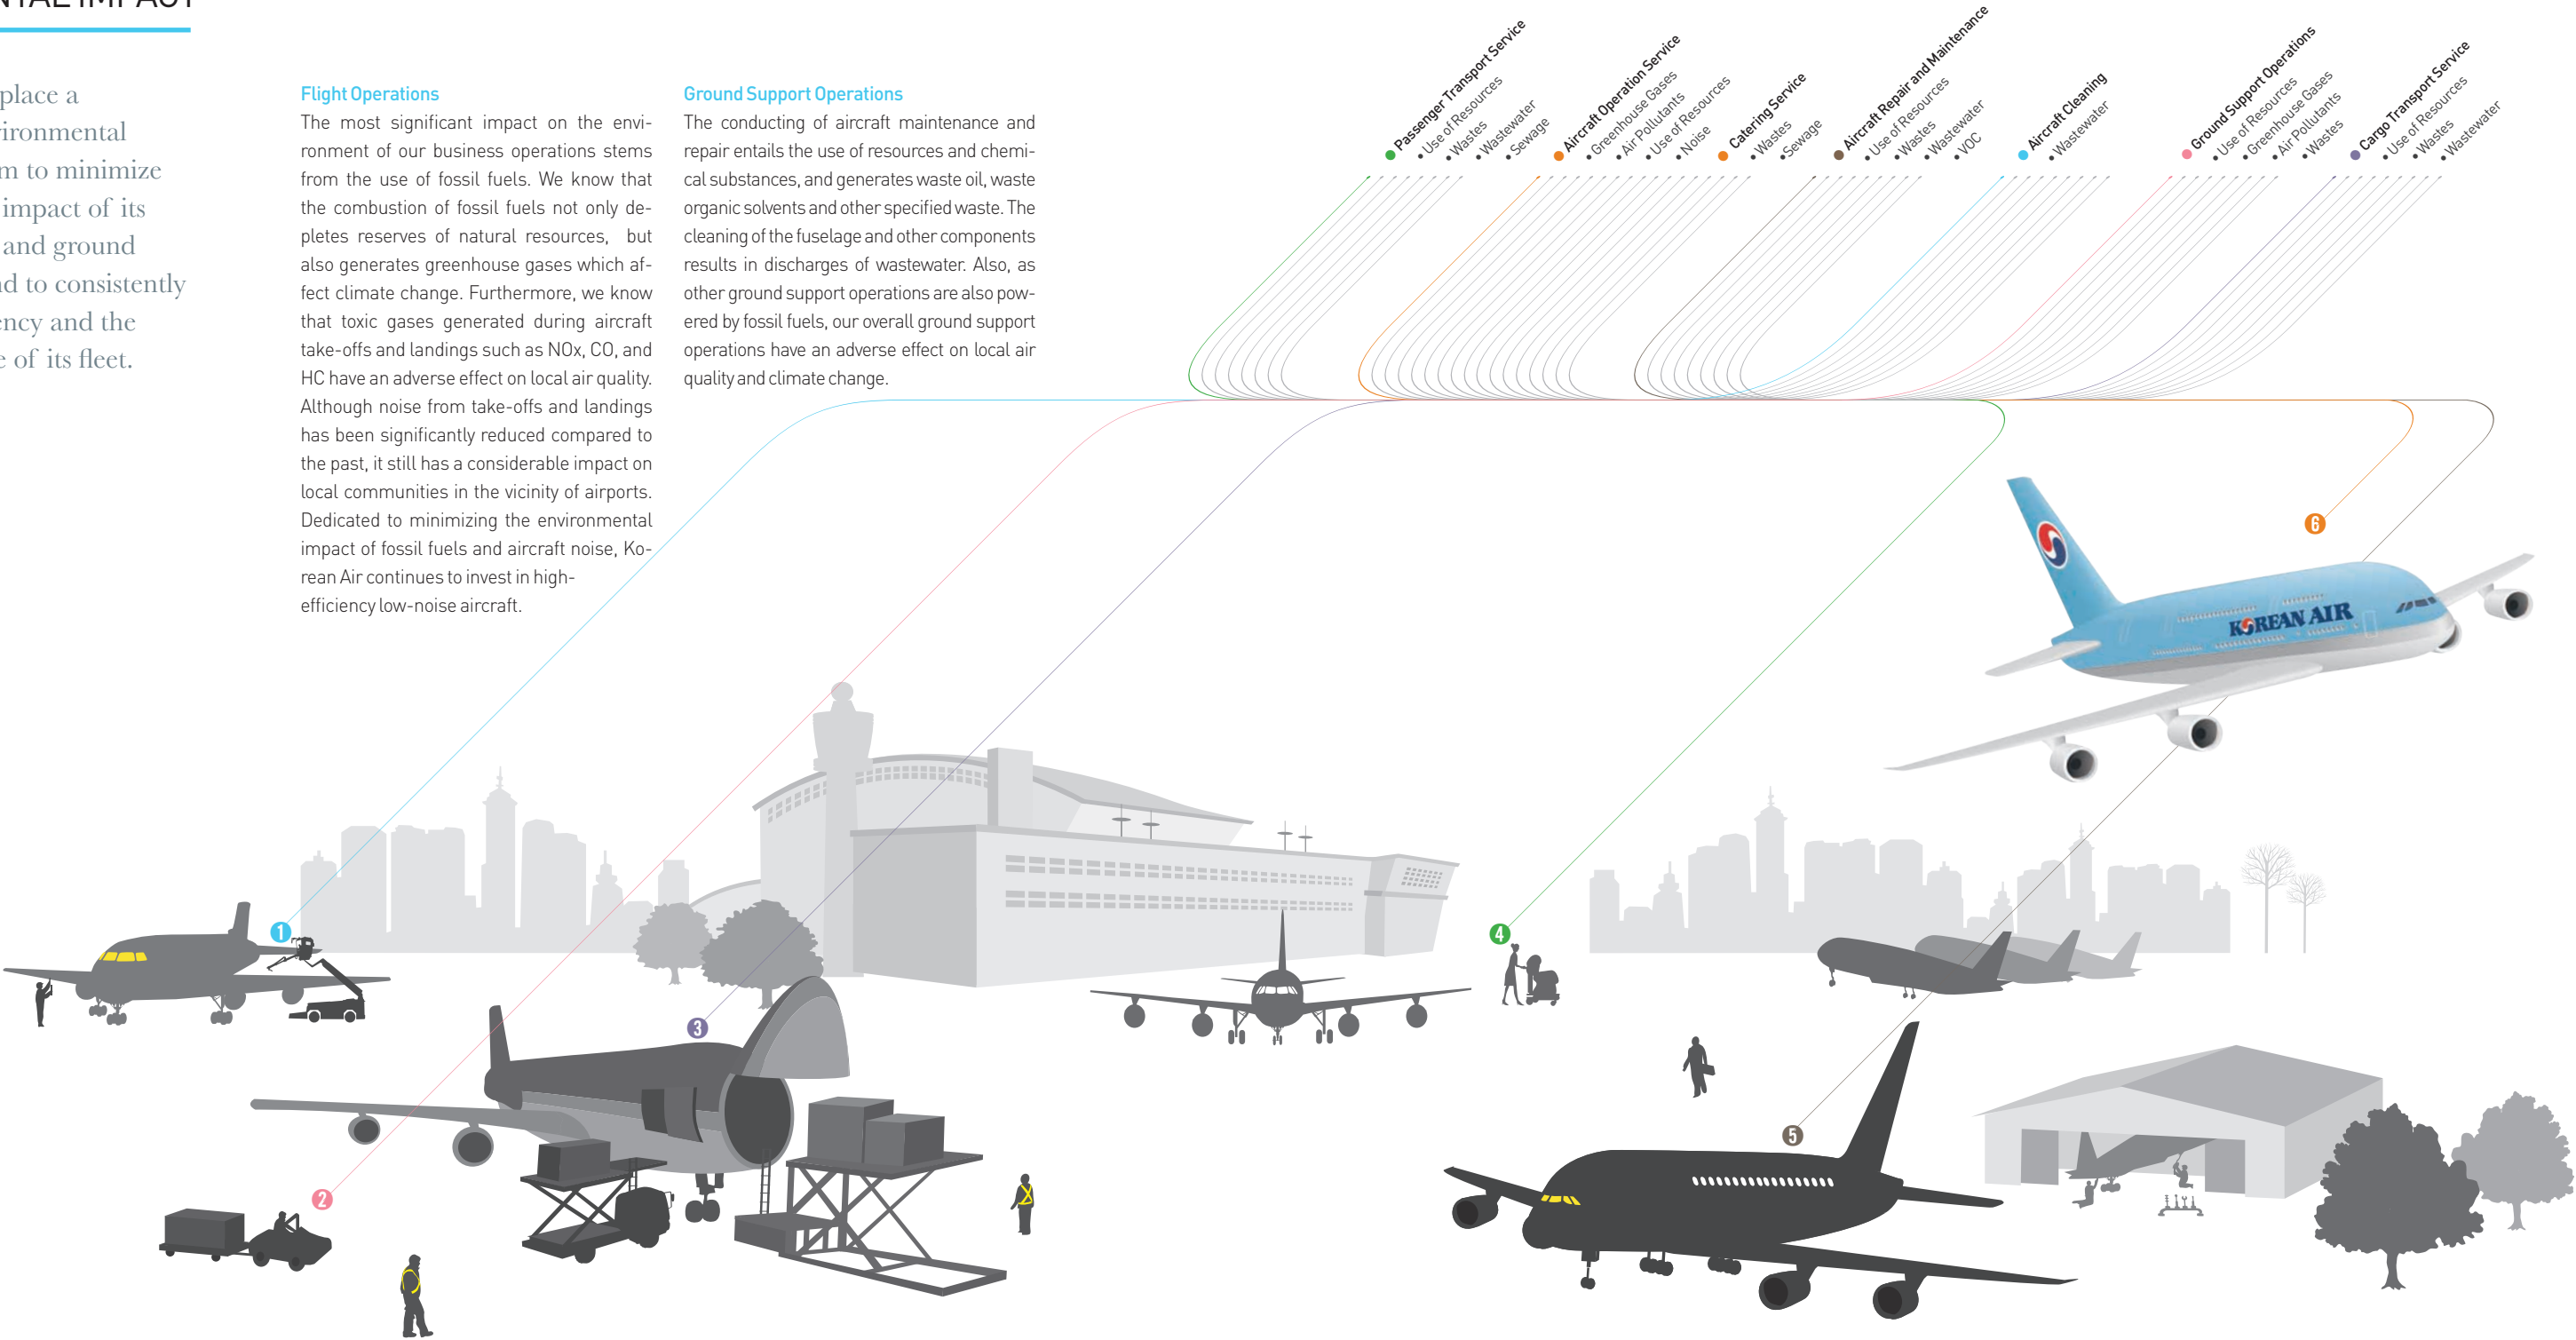 place a
impact of its
and ground
to consistently
and the
of its fleet.
Flight Operations
The most significant impact on the envi-
ronment of our business operations stems
from the use of fossil fuels. We know that
the combustion of fossil fuels not only de-
pletes reserves of natural resources, but
also generates greenhouse gases which af-
fect climate change. Furthermore, we know
that toxic gases generated during aircraft
take-offs and landings such as NOx, CO, and
HC have an adverse effect on local air quality.
Although noise from take-offs and landings
has been significantly reduced compared to
the past, it still has a considerable impact on
local communities in the vicinity of airports.
Dedicated to minimizing the environmental
impact of fossil fuels and aircraft noise, Ko-
rean Air continues to invest in high-
efficiency low-noise aircraft.
Ground Support Operations
The conducting of aircraft maintenance and
repair entails the use of resources and chemi-
cal substances, and generates waste oil, waste
organic solvents and other specified waste. The
cleaning of the fuselage and other components
results in discharges of wastewater. Also, as
other ground support operations are also pow-
ered by fossil fuels, our overall ground support
operations have an adverse effect on local air
quality and climate change.
Passenger Transport Service
• Use of Resources
• Wastes
• Wastewater
• Sewage
Aircraft Operation Service
• Greenhouse Gases
• Air Pollutants
• Use of Resources
• Noise
Catering Service
• Wastes
• Sewage
Aircraft Repair and Maintenance
• Use of Resources
• Wastes
• Wastewater
• VOC
Aircraft Cleaning
• Wastewater
Ground Support Operations
• Use of Resources
• Greenhouse Gases
• Air Pollutants
• Wastes
Cargo Transport Service
• Use of Resources
• Wastes
• Wastewater
6
KOREAN AIR
1
4
3
5
2